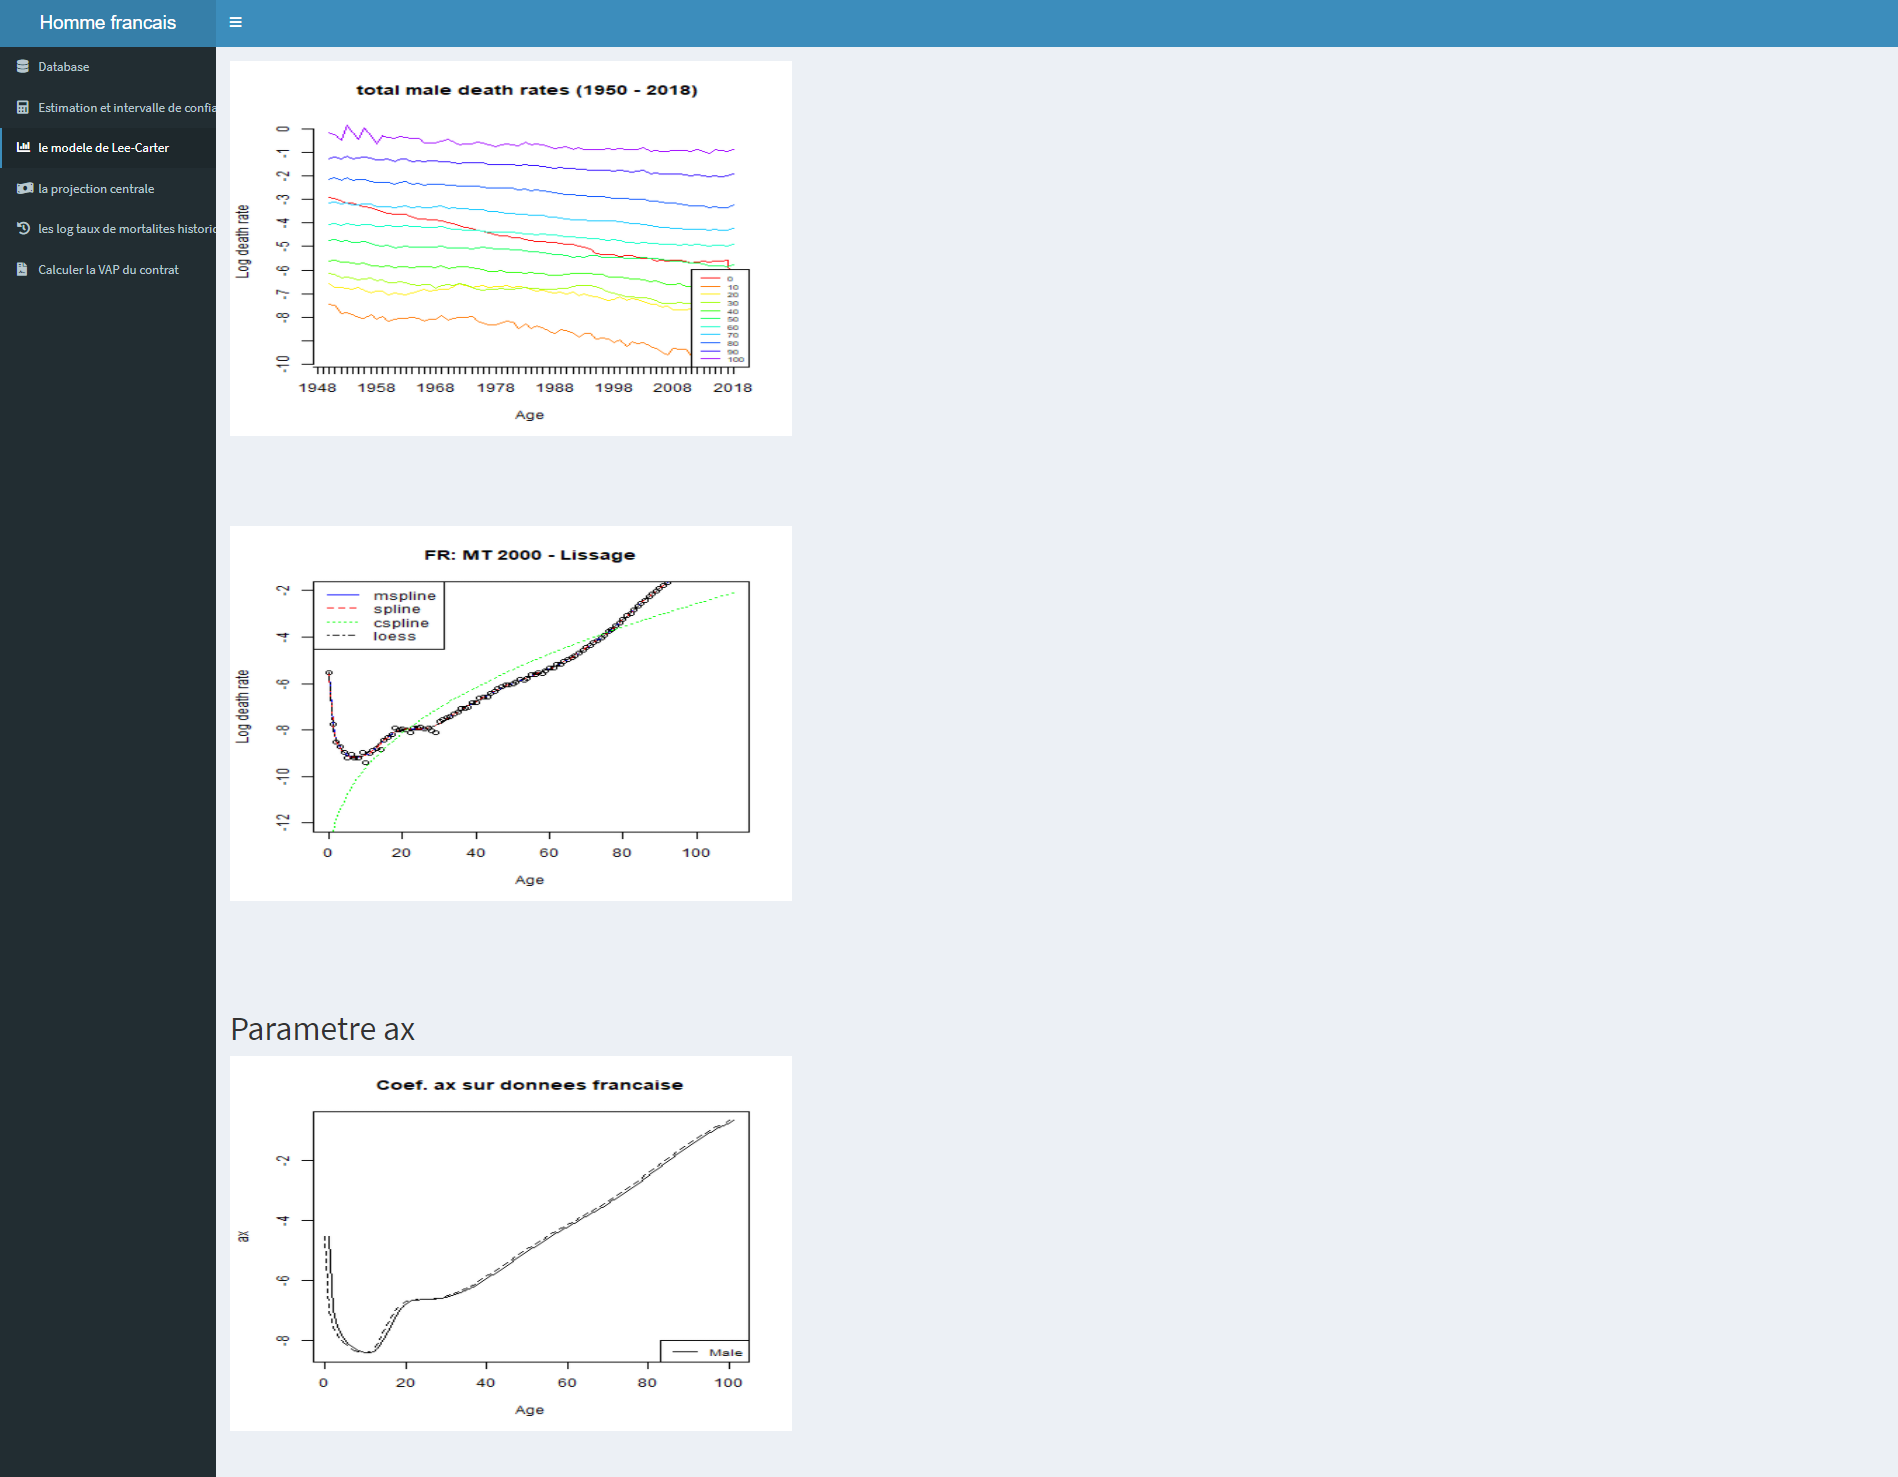 Homme francais
Database
Estimation et intervalle de confia
le modele de Lee-Carter
la projection centrale
les log taux de mortalites historic
Calculer la VAP du contrat
total male death rates (1950 - 2018)
Log death rate
0
-1
-2
-3
-4
-5
-6
-7
-8
-10
0
10
20
30
40
50
60
70
80
90
100
1948 1958 1968 1978 1988 1998 2008 2018
Age
FR: MT 2000 - Lissage
mspline
spline
cspline
loess
Log death rate
-2
-4
-6
-8
-10
-12
0 20 40 60 80 100
Age
Parametre ax
Coef. ax sur donnees francaise
ax
-2
-4
-6
-8
Male
0 20 40 60 80 100
Age